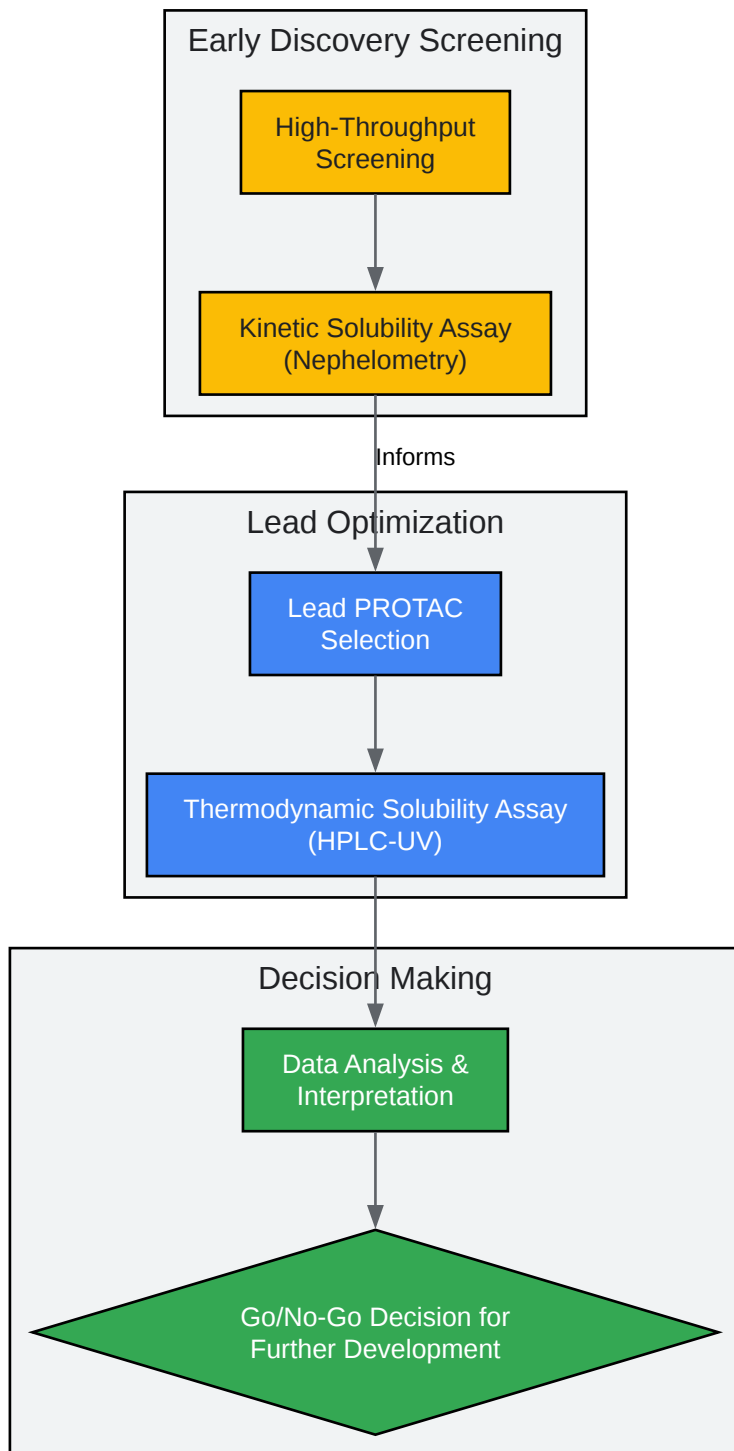 Early Discovery Screening
High-Throughput
Screening
Kinetic Solubility Assay
(Nephelometry)
Informs
Lead Optimization
Lead PROTAC
Selection
Thermodynamic Solubility Assay
(HPLC-UV)
Decision Making
Data Analysis &
Interpretation
Go/No-Go Decision for
Further Development